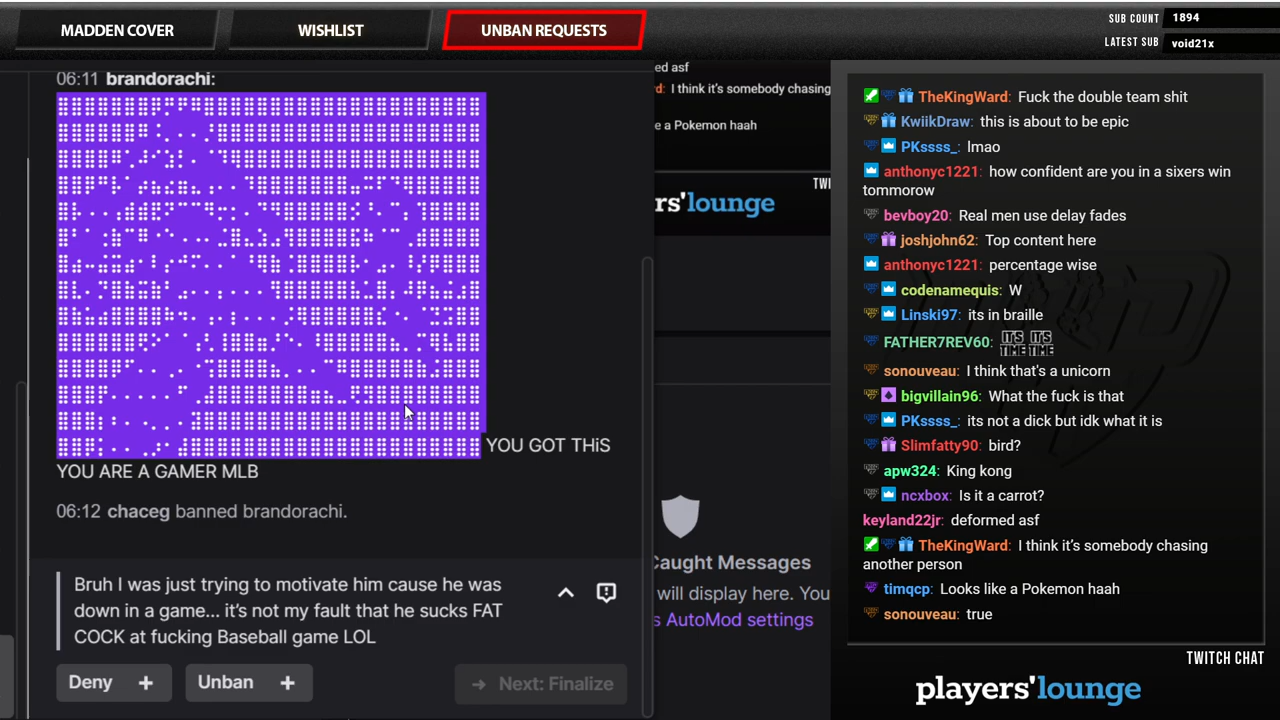 MADDEN COVER
WISHLIST
UNBAN REQUESTS
SUB COUNT 1894
LATEST SUB void21x
06:11 brandorachi:
YOU GOT THiS
YOU ARE A GAMER MLB
06:12 chaceg banned brandorachi.
Bruh I was just trying to motivate him cause he was
down in a game... it's not my fault that he sucks FAT
COCK at fucking Baseball game LOL
Deny +
Unban +
→ Next: Finalize
ed asf
d: I think it's somebody chasing
e a Pokemon haah
TWI
rs'lounge
Caught Messages
will display here. You
s AutoMod settings
TheKingWard: Fuck the double team shit
KwiikDraw: this is about to be epic
PKssss_: lmao
anthonyc1221: how confident are you in a sixers win
tommorow
bevboy20: Real men use delay fades
joshjohn62: Top content here
anthonyc1221: percentage wise
codenamequis: W
Linski97: its in braille
FATHER7REV60: IT'S TIME IT'S TIME
sonouveau: I think that's a unicorn
bigvillain96: What the fuck is that
PKssss_: its not a dick but idk what it is
Slimfatty90: bird?
apw324: King kong
ncxbox: Is it a carrot?
keyland22jr: deformed asf
TheKingWard: I think it's somebody chasing
another person
timqcp: Looks like a Pokemon haah
sonouveau: true
TWITCH CHAT
players'lounge